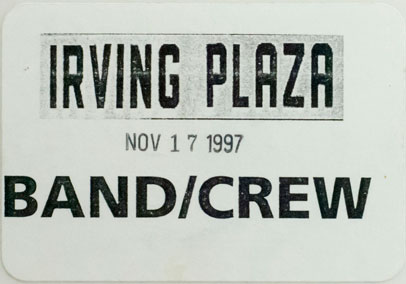 IRVING PLAZA
NOV 17 1997
BAND/CREW